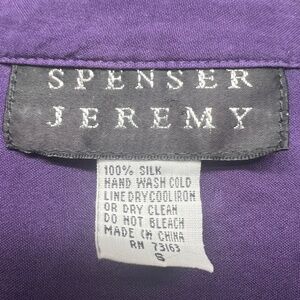 SPENSER
JEREMY
100% SILK
HAND WASH COLD
LINE DRY COOL IRON
OR DRY CLEAN
DO NOT BLEACH
MADE IN CHINA
RN 73163
S